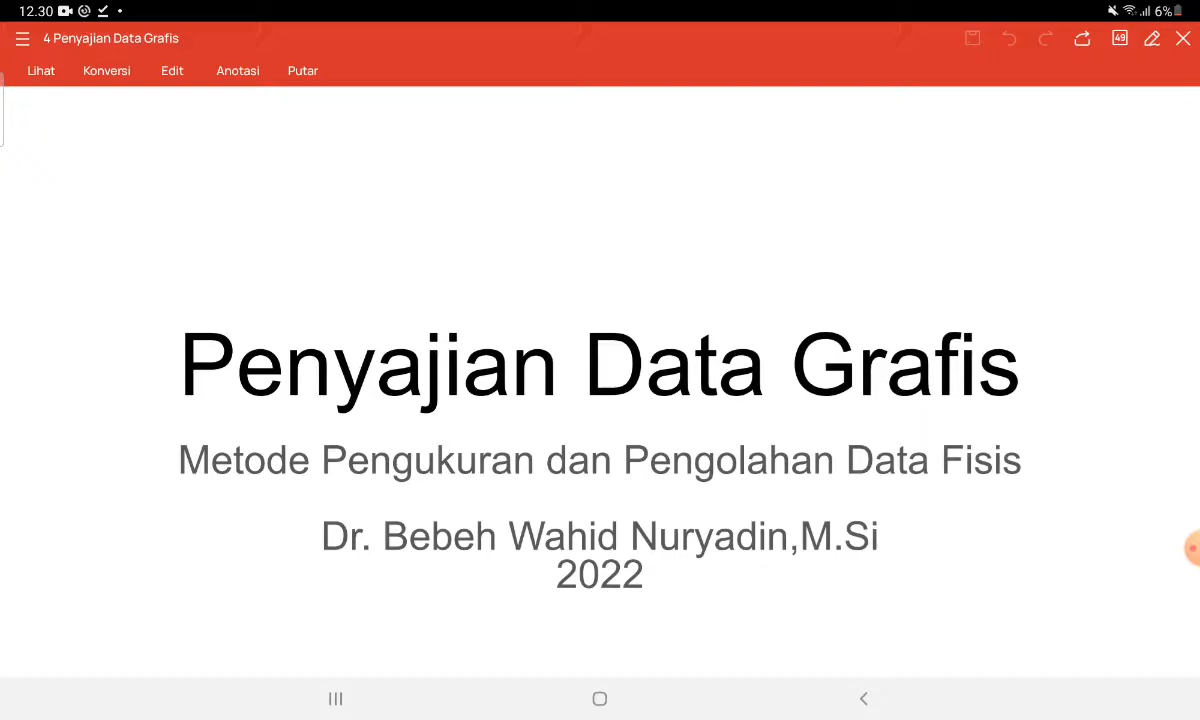 12.30
6%
4 Penyajian Data Grafis
49
Lihat Konversi Edit Anotasi Putar
Penyajian Data Grafis
Metode Pengukuran dan Pengolahan Data Fisis
Dr. Bebeh Wahid Nuryadin,M.Si
2022